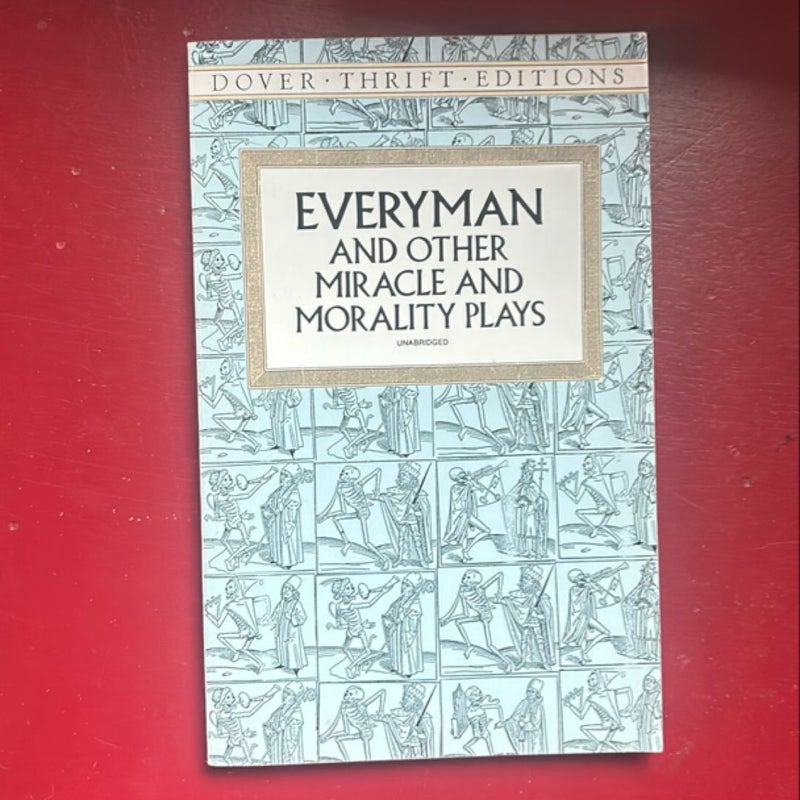 DOVER · THRIFT · EDITIONS
EVERYMAN
AND OTHER
MIRACLE AND
MORALITY PLAYS
UNABRIDGED